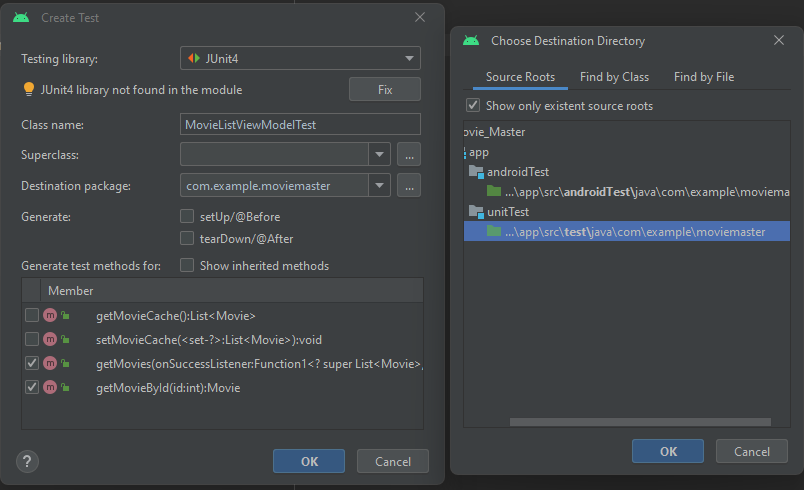 Create Test
Testing library:
JUnit4
JUnit4 library not found in the module
Fix
Class name:
MovieListViewModelTest
Superclass:
...
Destination package:
com.example.moviemaster
...
Generate:
setUp/@Before
tearDown/@After
Generate test methods for:
Show inherited methods
Member
m
getMovieCache():List<Movie>
m
setMovieCache(<set-?>:List<Movie>):void
m
getMovies(onSuccessListener:Function1<? super List<Movie>,
m
getMovieById(id:int):Movie
?
OK
Cancel
Choose Destination Directory
Source Roots
Find by Class
Find by File
Show only existent source roots
ovie_Master
app
androidTest
...\app\src\androidTest\java\com\example\moviema
unitTest
...\app\src\test\java\com\example\moviemaster
OK
Cancel